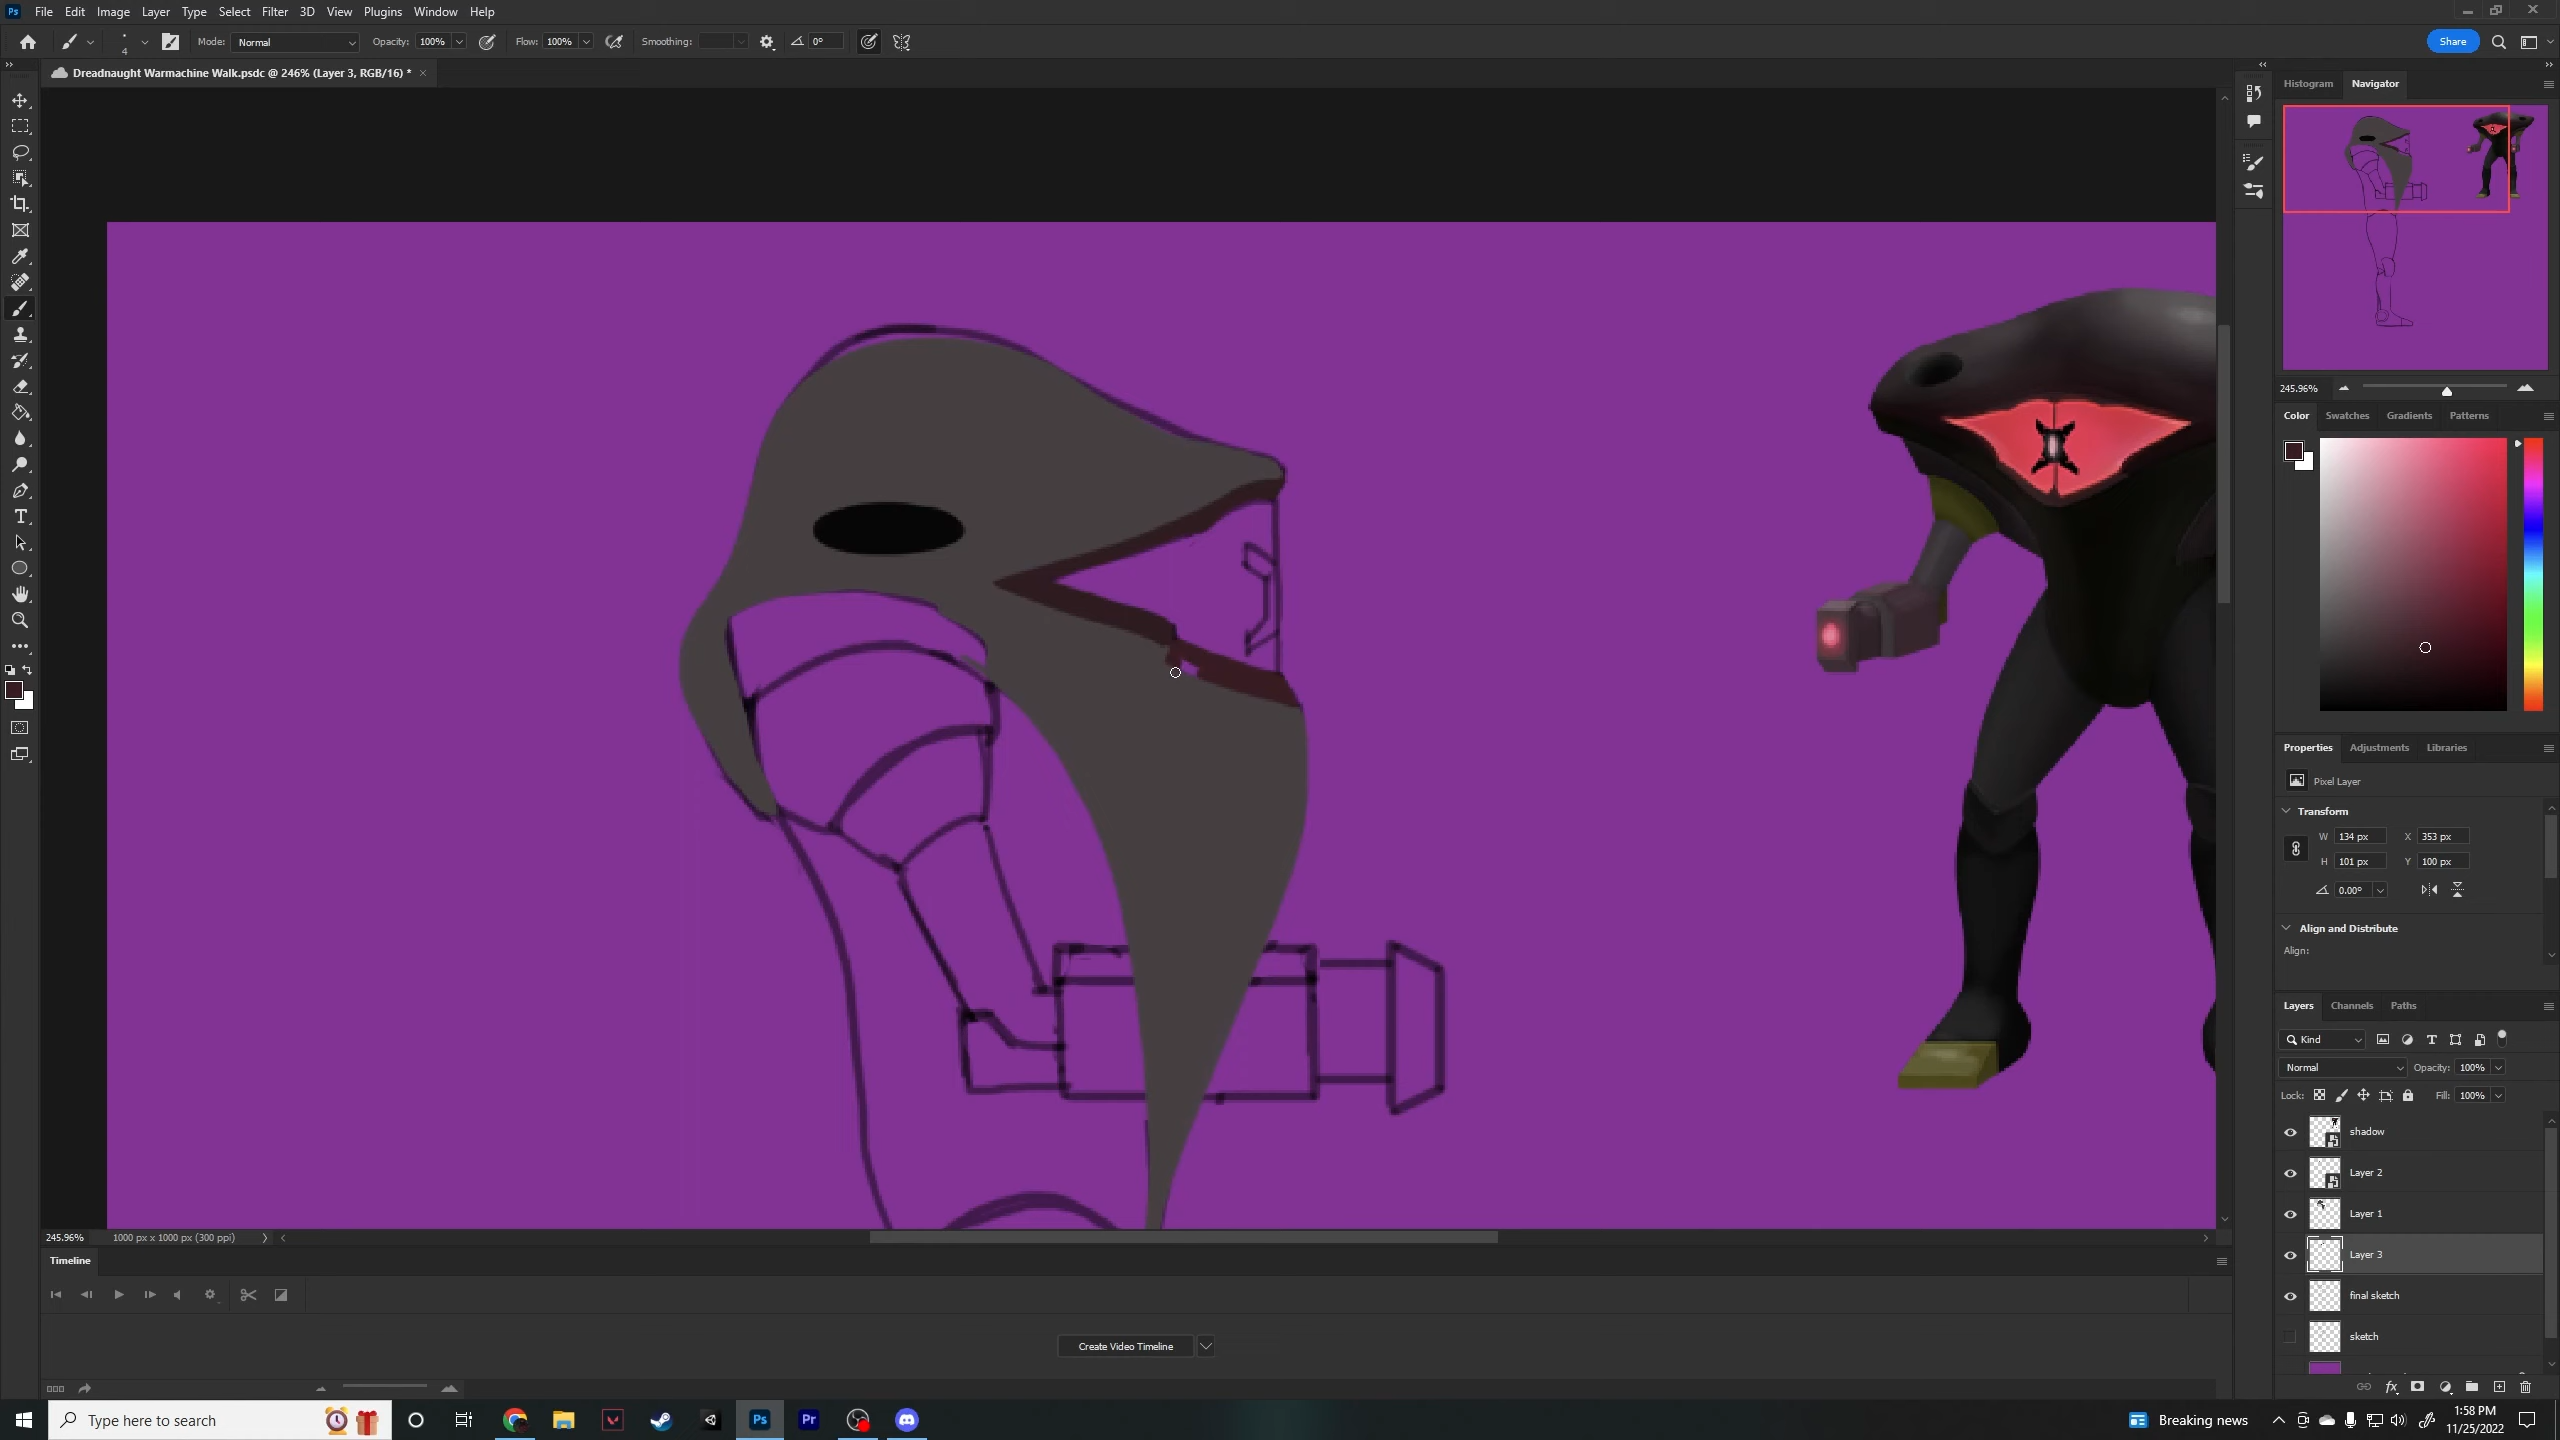 Ps File Edit Image Layer Type Select Filter 3D View Plugins Window Help
4 Mode: Normal Opacity: 100% Flow: 100% Smoothing: 0° Share
Dreadnaught Warmachine Walk.psdc @ 246% (Layer 3, RGB/16) * ×
Histogram Navigator
245.96%
Color Swatches Gradients Patterns
Properties Adjustments Libraries
Pixel Layer
Transform
W 134 px X 353 px
H 101 px Y 100 px
0.00°
Align and Distribute
Align:
Layers Channels Paths
Kind
Normal Opacity: 100%
Lock: Fill: 100%
shadow
Layer 2
Layer 1
Layer 3
final sketch
sketch
245.96% 1000 px x 1000 px (300 ppi)
Timeline
Create Video Timeline
fx
Type here to search
Ps Pr
Breaking news
1:58 PM
11/25/2022